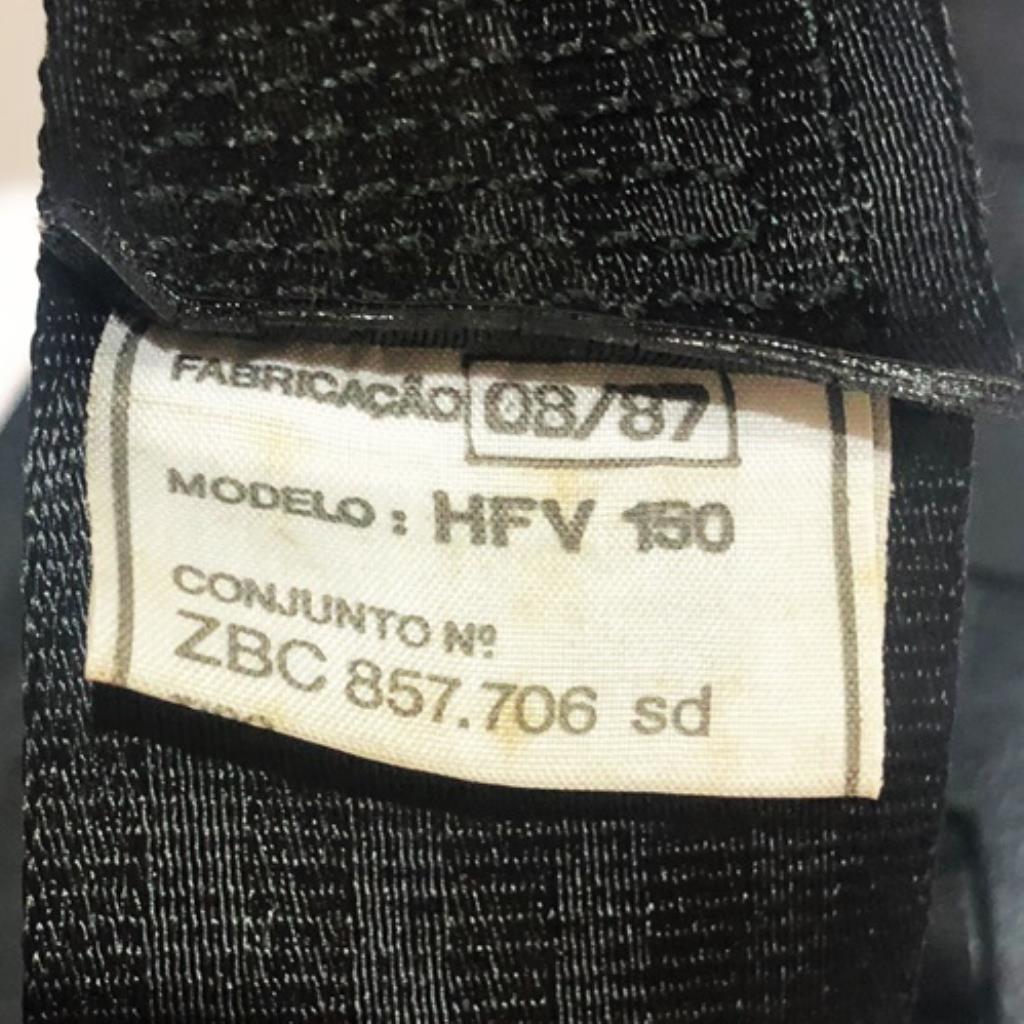 FABRICAÇÃO 08/87
MODELO : HFV 150
CONJUNTO Nº
ZBC 857.706 sd